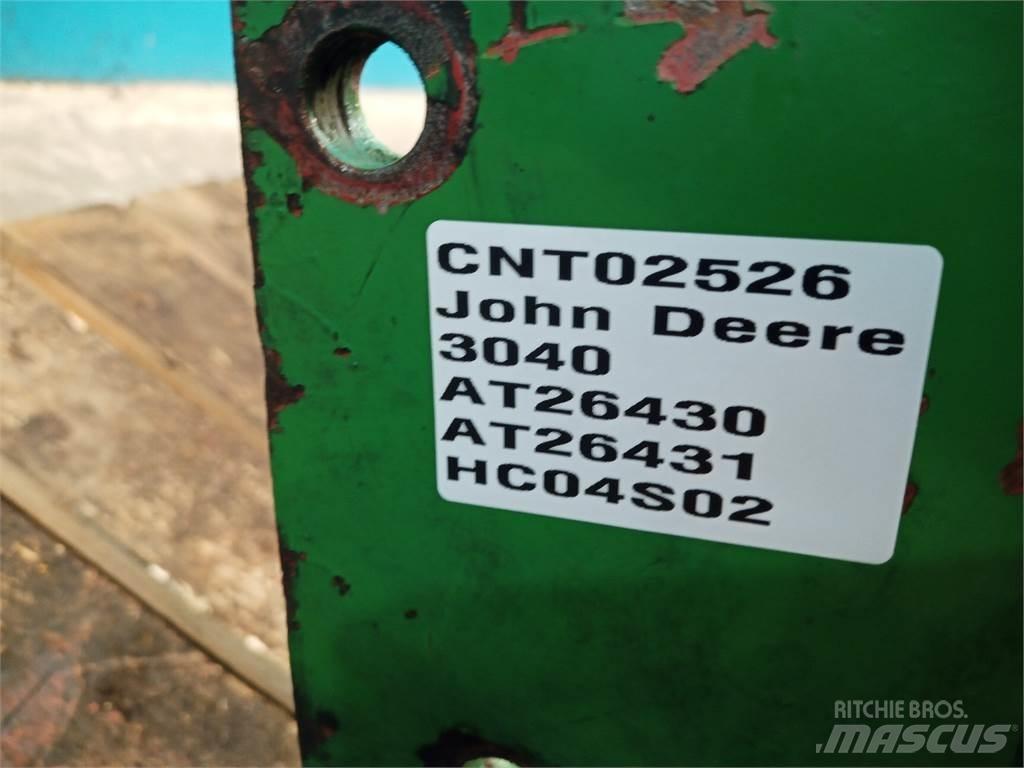 CNT02526
John Deere
3040
AT26430
AT26431
HC04S02
RITCHIE BROS.
MASCUS